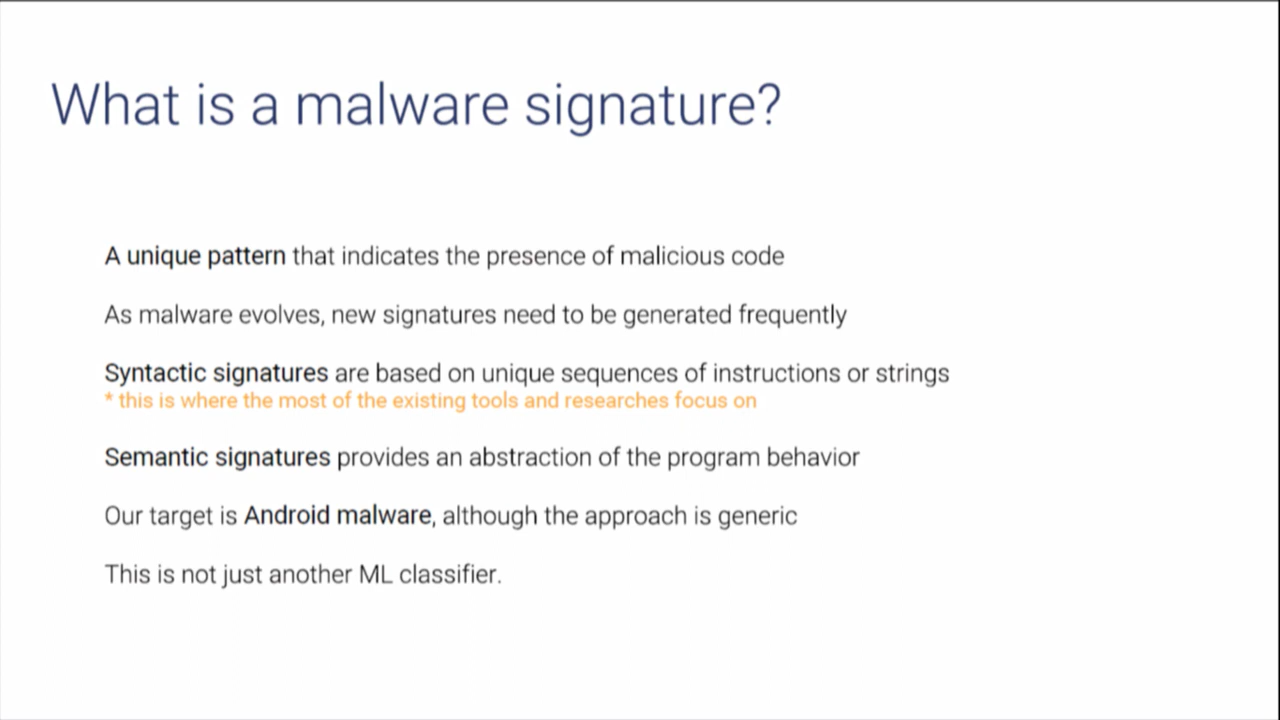 What is a malware signature?
A unique pattern that indicates the presence of malicious code
As malware evolves, new signatures need to be generated frequently
Syntactic signatures are based on unique sequences of instructions or strings
* this is where the most of the existing tools and researches focus on
Semantic signatures provides an abstraction of the program behavior
Our target is Android malware, although the approach is generic
This is not just another ML classifier.